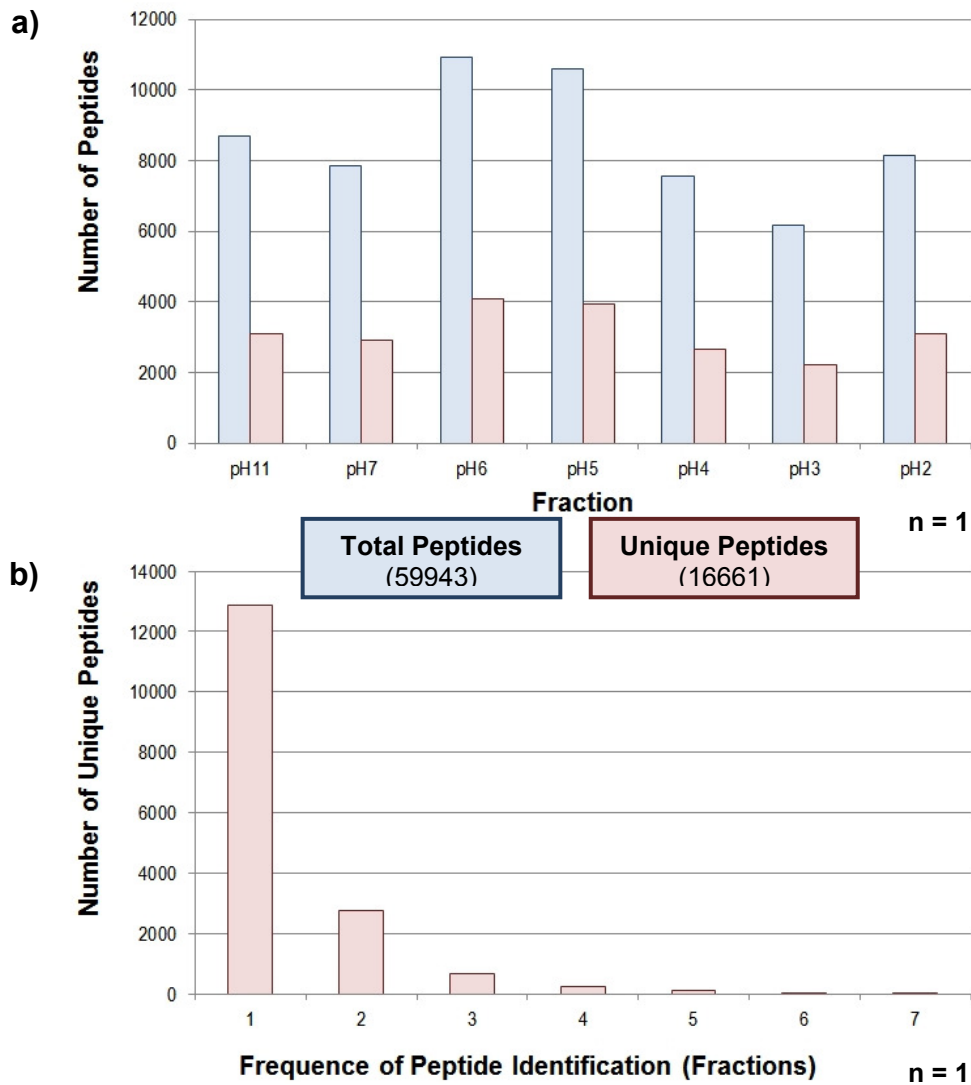 a)
Number of Peptides
12000
10000
8000
6000
4000
2000
0
pH11 pH7 pH6 pH5 pH4 pH3 pH2
Fraction
n = 1
Total Peptides
(59943)
Unique Peptides
(16661)
b)
Number of Unique Peptides
14000
12000
10000
8000
6000
4000
2000
0
1 2 3 4 5 6 7
Frequence of Peptide Identification (Fractions)
n = 1